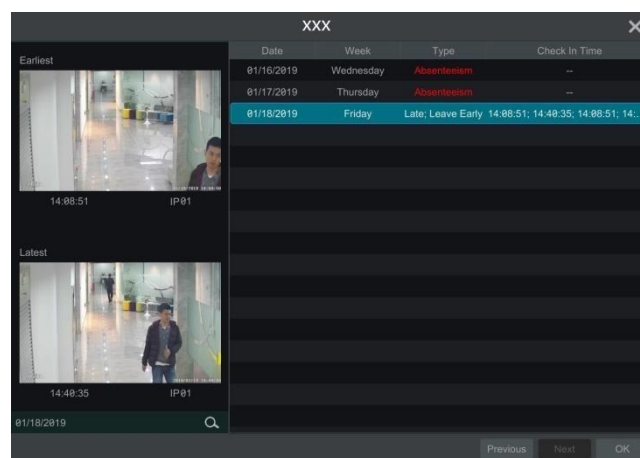 XXX
Earliest
14:08:51 IP01
Latest
14:40:35 IP01
01/18/2019
Date Week Type Check In Time
01/16/2019 Wednesday Absenteeism --
01/17/2019 Thursday Absenteeism --
01/18/2019 Friday Late; Leave Early 14:08:51; 14:40:35; 14:08:51; 14:..
Previous Next OK